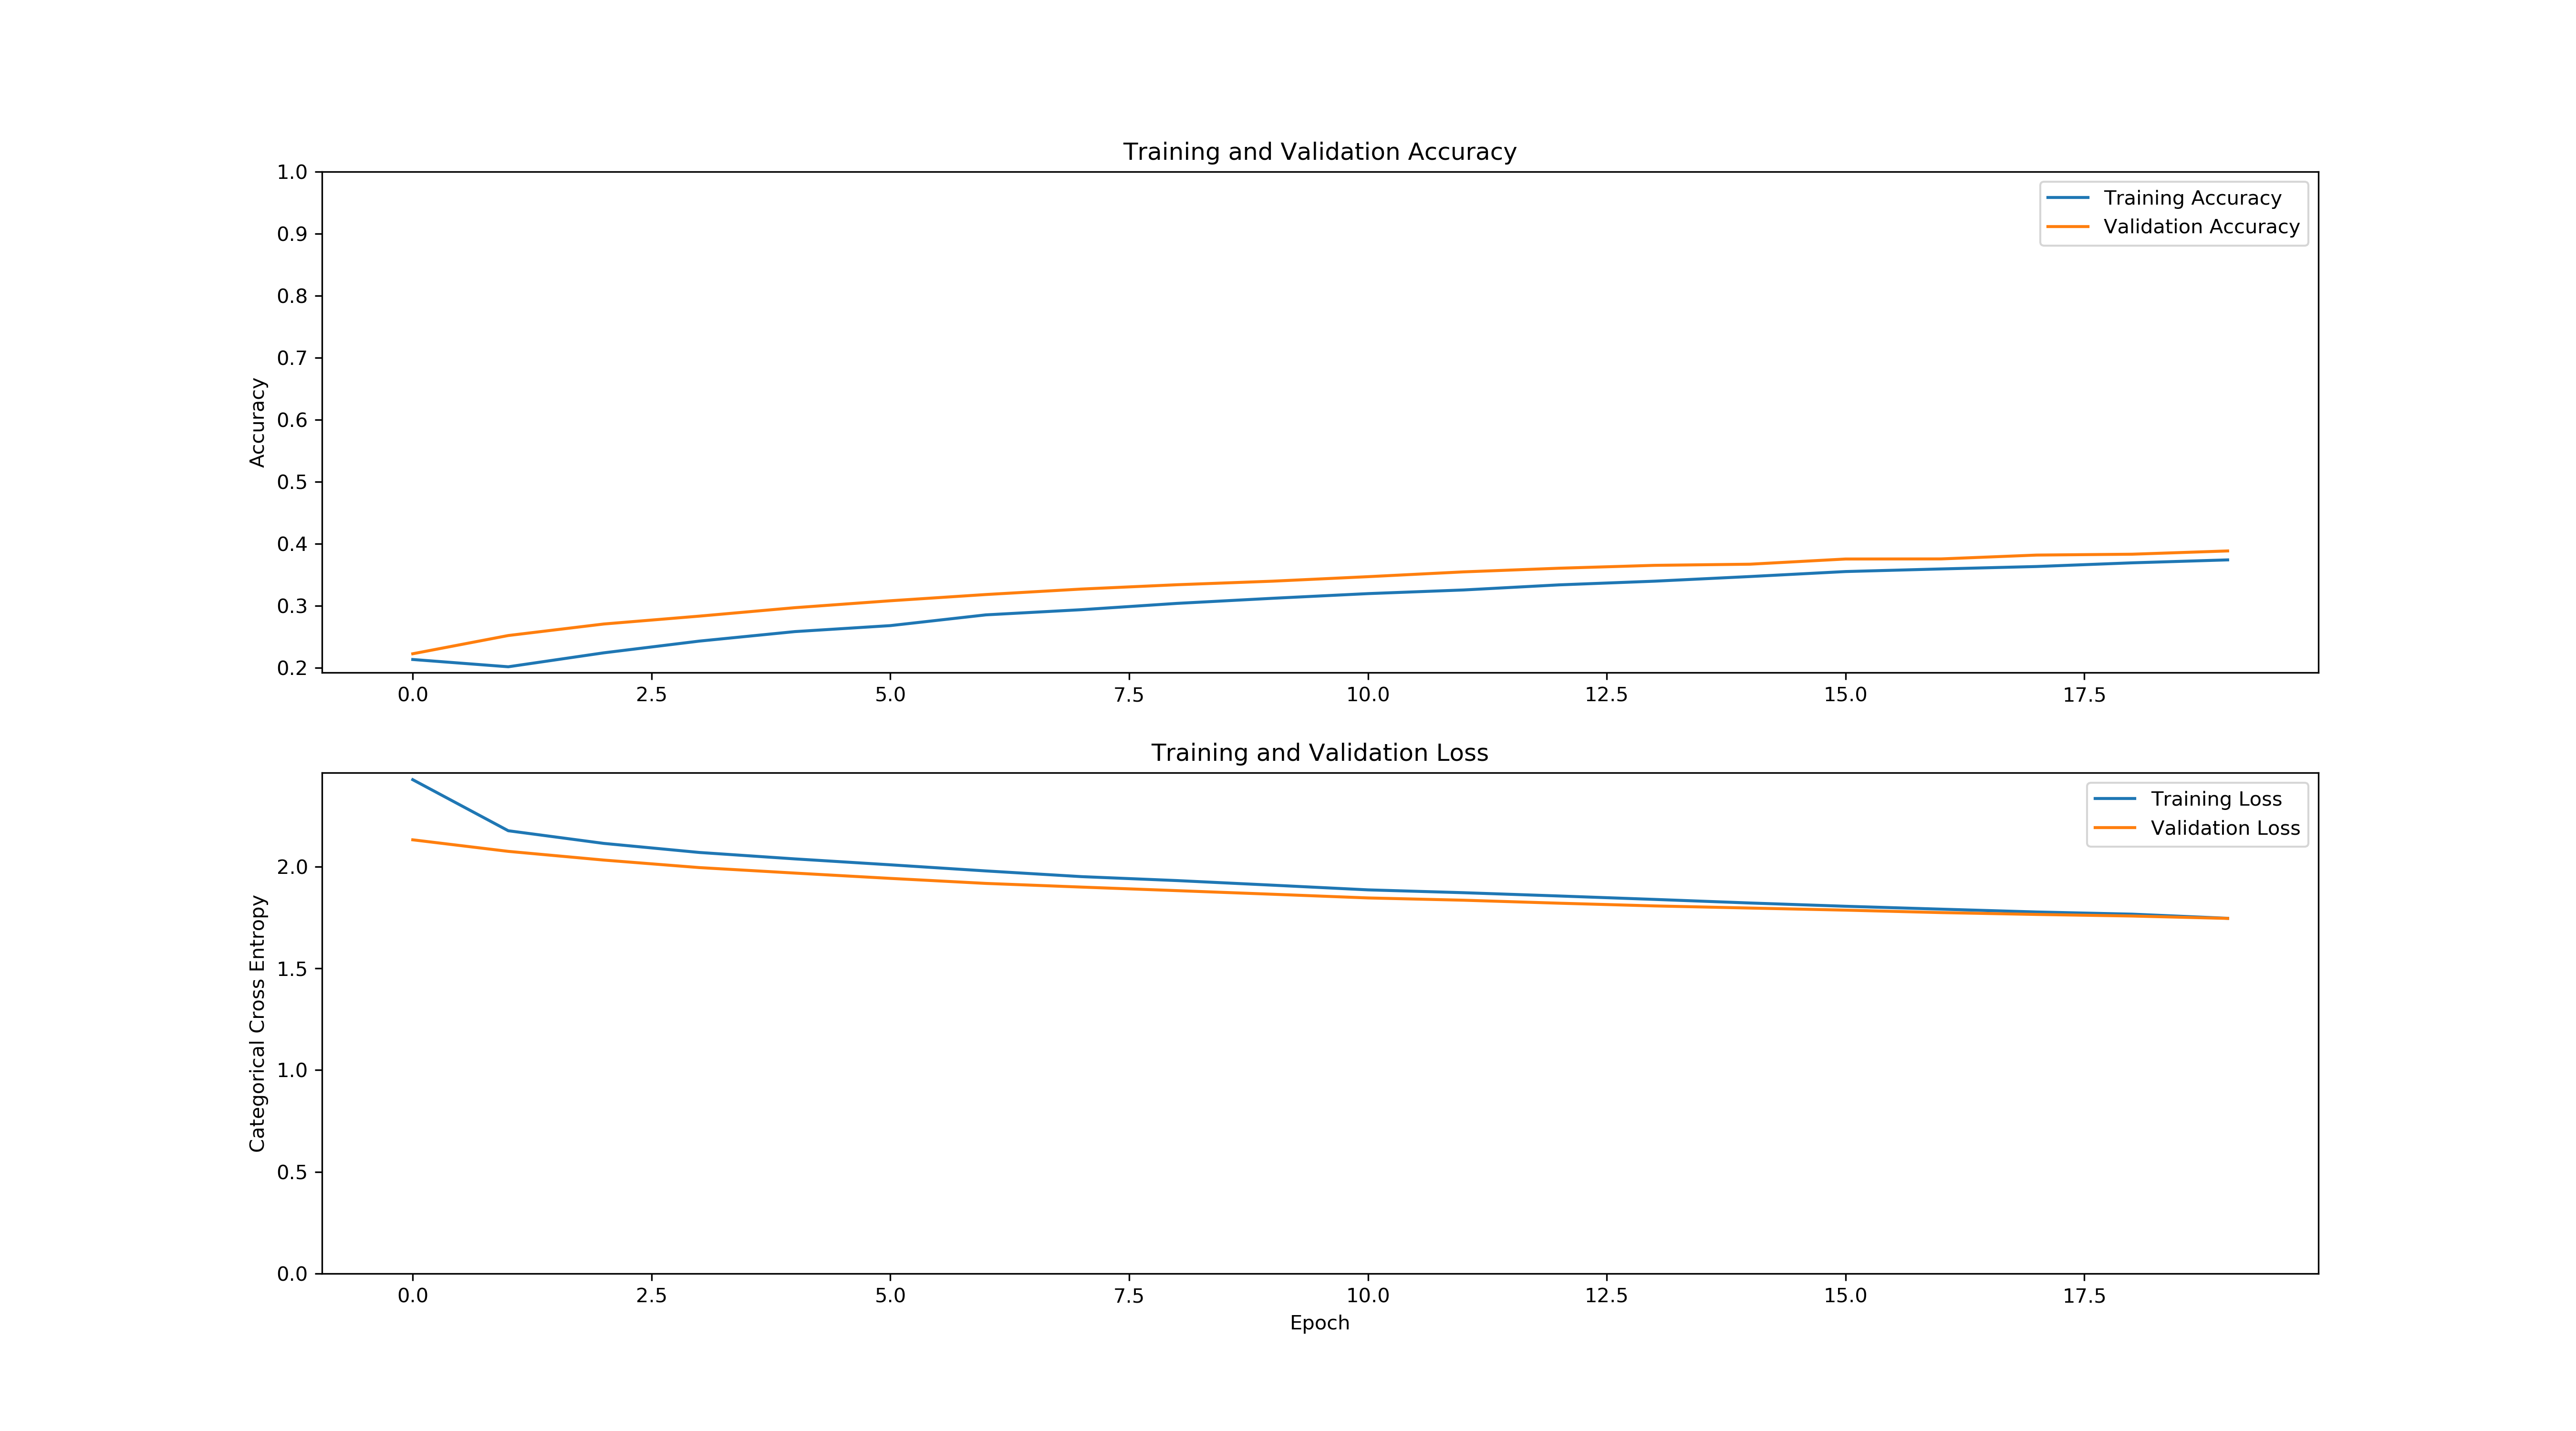 Training and Validation Accuracy
1.0
0.9
0.8
0.7
0.6
0.5
0.4
0.3
0.2
Accuracy
Training Accuracy
Validation Accuracy
0.0 2.5 5.0 7.5 10.0 12.5 15.0 17.5
Training and Validation Loss
2.0
1.5
1.0
0.5
0.0
Categorical Cross Entropy
Training Loss
Validation Loss
0.0 2.5 5.0 7.5 10.0 12.5 15.0 17.5
Epoch